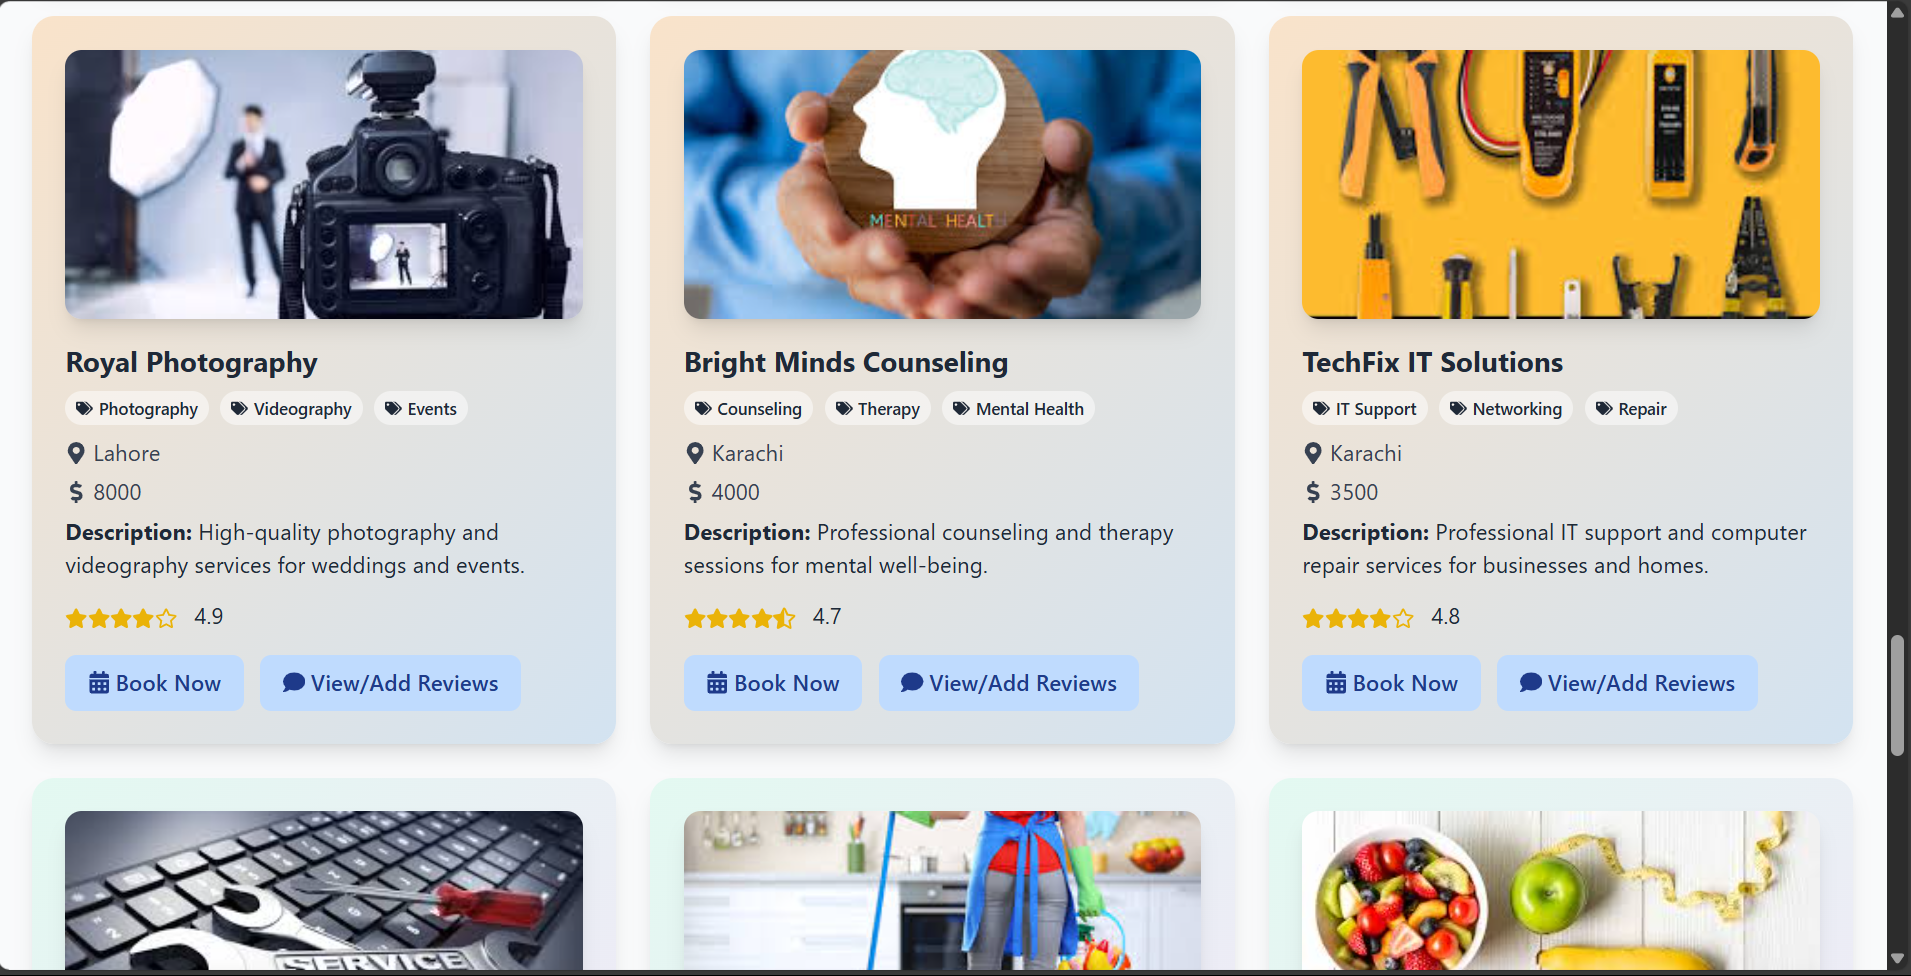 MENTAL HEALTH
Royal Photography
Photography Videography Events
Lahore
$ 8000
Description: High-quality photography and
videography services for weddings and events.
4.9
Book Now View/Add Reviews
Bright Minds Counseling
Counseling Therapy Mental Health
Karachi
$ 4000
Description: Professional counseling and therapy
sessions for mental well-being.
4.7
Book Now View/Add Reviews
TechFix IT Solutions
IT Support Networking Repair
Karachi
$ 3500
Description: Professional IT support and computer
repair services for businesses and homes.
4.8
Book Now View/Add Reviews
SERVICE